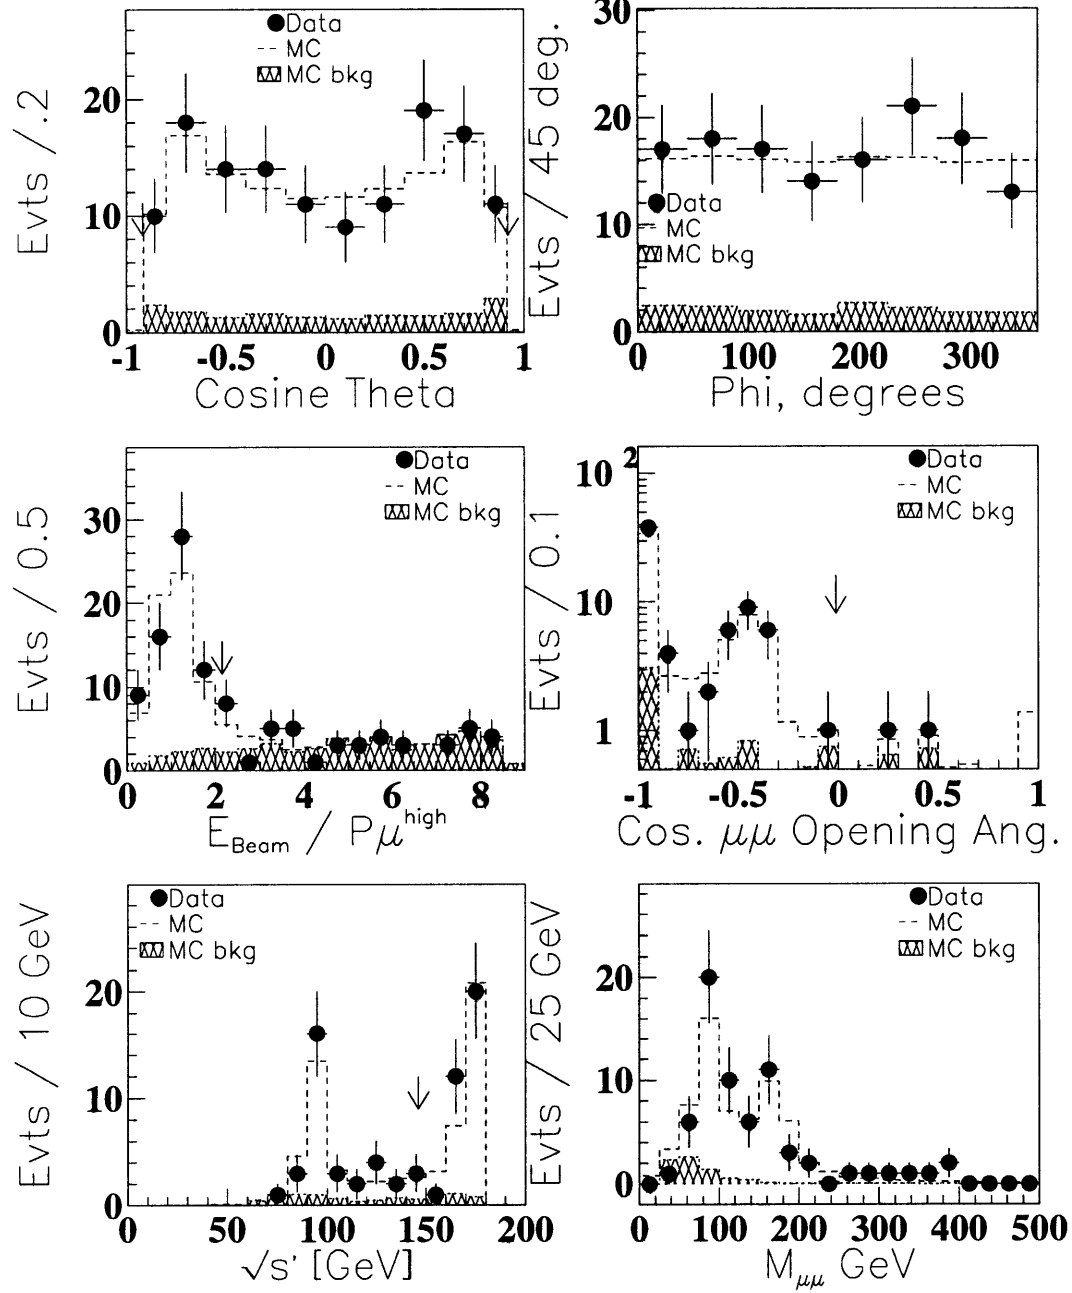 Evts / .2
20
10
0
Data
MC
MC bkg
-1 -0.5 0 0.5 1
Cosine Theta
Evts / 45 deg.
30
20
10
0
Data
MC
MC bkg
0 100 200 300
Phi, degrees
Evts / 0.5
30
20
10
0
Data
MC
MC bkg
0 2 4 6 8
E_Beam / Pμ^high
Evts / 0.1
10^2
10
1
Data
MC
MC bkg
-1 -0.5 0 0.5 1
Cos. μμ Opening Ang.
Evts / 10 GeV
20
10
0
Data
MC
MC bkg
0 50 100 150 200
√s' [GeV]
Evts / 25 GeV
20
10
0
Data
MC
MC bkg
0 100 200 300 400 500
M_μμ GeV